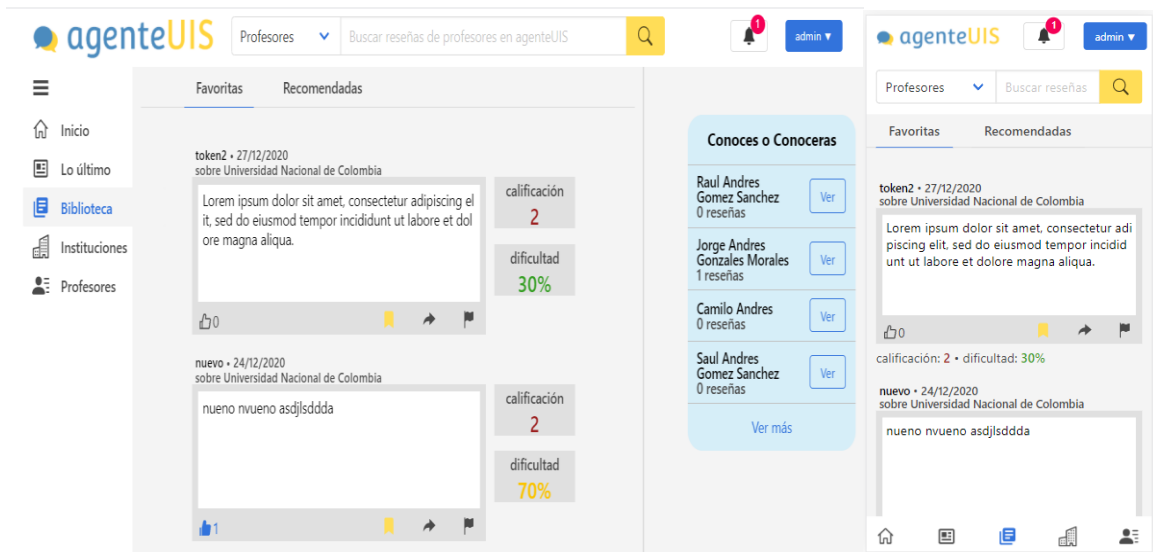 agenteUIS
Profesores
Buscar reseñas de profesores en agenteUIS
1
admin ▼
Inicio
Lo último
Biblioteca
Instituciones
Profesores
Favoritas Recomendadas
token2 • 27/12/2020
sobre Universidad Nacional de Colombia
Lorem ipsum dolor sit amet, consectetur adipiscing el
it, sed do eiusmod tempor incididunt ut labore et dol
ore magna aliqua.
0
calificación
2
dificultad
30%
nuevo • 24/12/2020
sobre Universidad Nacional de Colombia
nueno nvueno asdjlsddda
1
calificación
2
dificultad
70%
Conoces o Conoceras
Raul Andres
Gomez Sanchez
0 reseñas
Ver
Jorge Andres
Gonzales Morales
1 reseñas
Ver
Camilo Andres
0 reseñas
Ver
Saul Andres
Gomez Sanchez
0 reseñas
Ver
Ver más
agenteUIS
1
admin ▼
Profesores
Buscar reseñas
Favoritas Recomendadas
token2 • 27/12/2020
sobre Universidad Nacional de Colombia
Lorem ipsum dolor sit amet, consectetur adi
piscing elit, sed do eiusmod tempor incidid
unt ut labore et dolore magna aliqua.
0
calificación: 2 • dificultad: 30%
nuevo • 24/12/2020
sobre Universidad Nacional de Colombia
nueno nvueno asdjlsddda